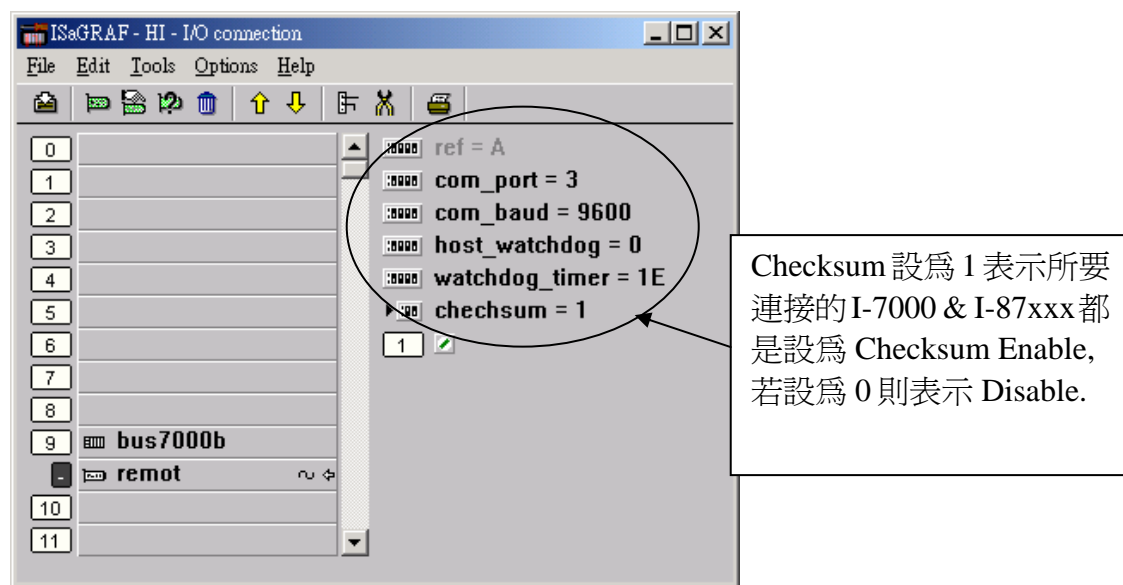 ISaGRAF - HI - I/O connection
File Edit Tools Options Help
0
1
2
3
4
5
6
7
8
9 bus7000b
- remot
10
11
ref = A
com_port = 3
com_baud = 9600
host_watchdog = 0
watchdog_timer = 1E
chechsum = 1
1
Checksum 設為 1 表示所要
連接的 I-7000 & I-87xxx 都
是設為 Checksum Enable,
若設為 0 則表示 Disable.